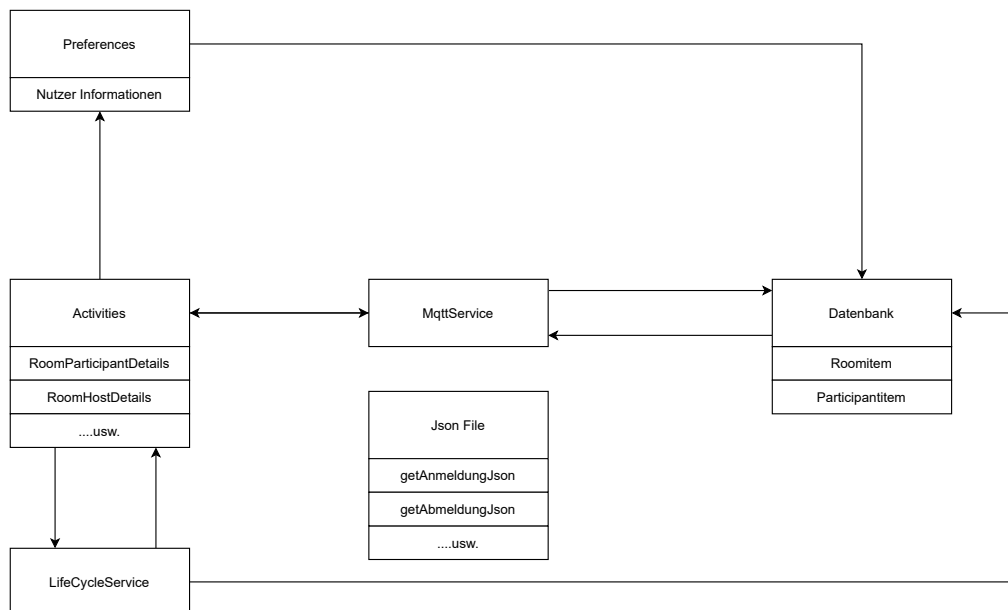 Preferences
Nutzer Informationen
Activities
RoomParticipantDetails
RoomHostDetails
....usw.
MqttService
Datenbank
Roomitem
Participantitem
Json File
getAnmeldungJson
getAbmeldungJson
....usw.
LifeCycleService